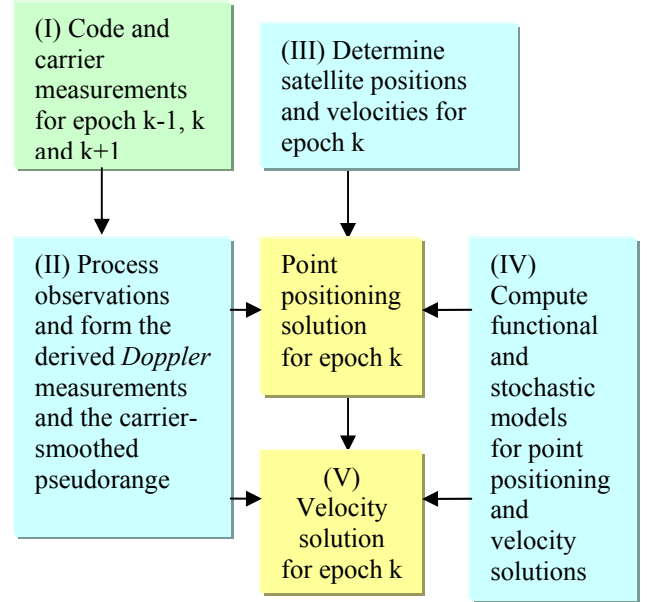 (I) Code and
carrier
measurements
for epoch k-1, k
and k+1
(III) Determine
satellite positions
and velocities for
epoch k
(II) Process
observations
and form the
derived Doppler
measurements
and the carrier-
smoothed
pseudorange
Point
positioning
solution
for epoch k
(IV)
Compute
functional
and
stochastic
models
for point
positioning
and
velocity
solutions
(V)
Velocity
solution
for epoch k